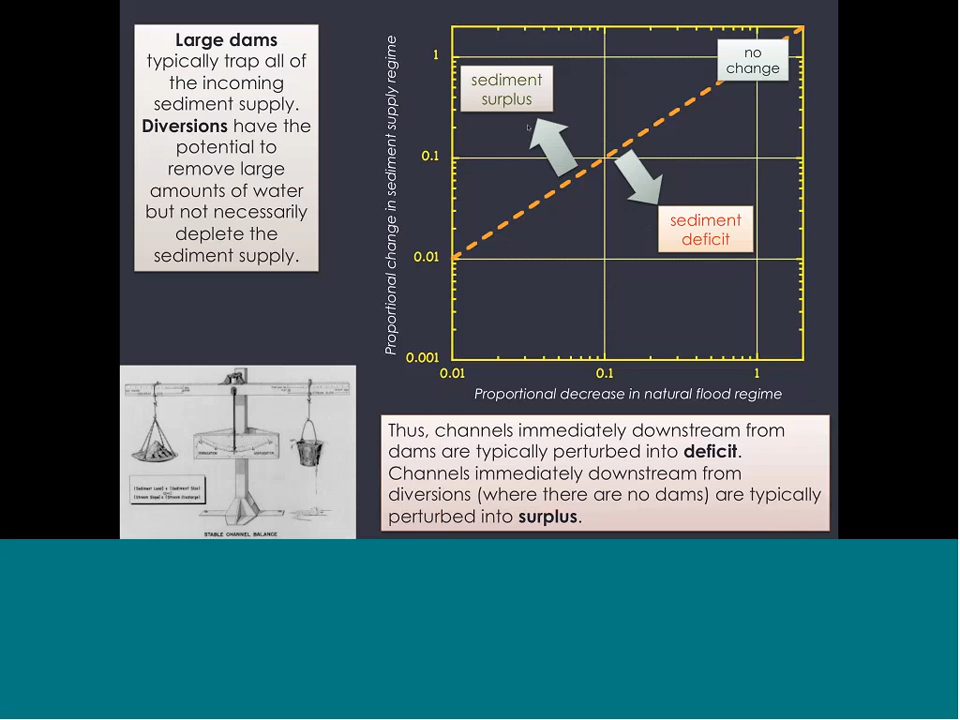 Large dams
typically trap all of
the incoming
sediment supply.
Diversions have the
potential to
remove large
amounts of water
but not necessarily
deplete the
sediment supply.
Proportional change in sediment supply regime
1
0.1
0.01
0.001
no
change
sediment
surplus
sediment
deficit
0.01
0.1
1
Proportional decrease in natural flood regime
STABLE CHANNEL BALANCE
Thus, channels immediately downstream from
dams are typically perturbed into deficit.
Channels immediately downstream from
diversions (where there are no dams) are typically
perturbed into surplus.